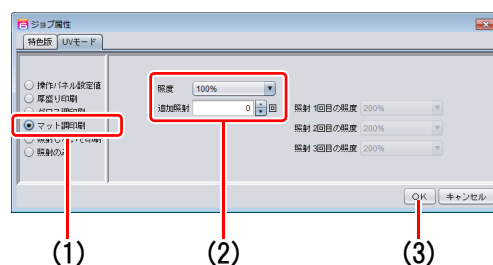 ジョブ属性
特色版 UVモード
操作パネル設定値
厚盛り印刷
マット調印刷
照度 100%
追加照射 0 回
照射 1回目の照度 200%
照射 2回目の照度 200%
照射 3回目の照度 200%
OK キャンセル
(1) (2) (3)